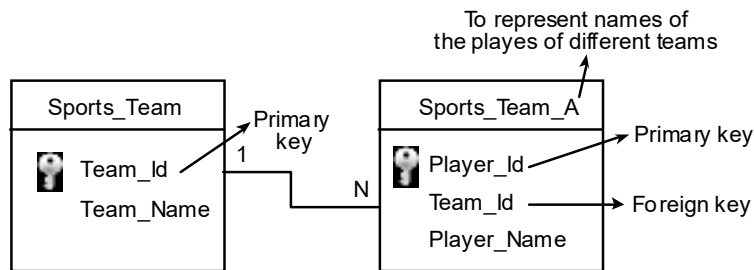 To represent names of
the playes of different teams
Sports_Team
Primary
key
Team_Id
Team_Name
1
N
Sports_Team_A
Player_Id
Team_Id
Player_Name
Primary key
Foreign key